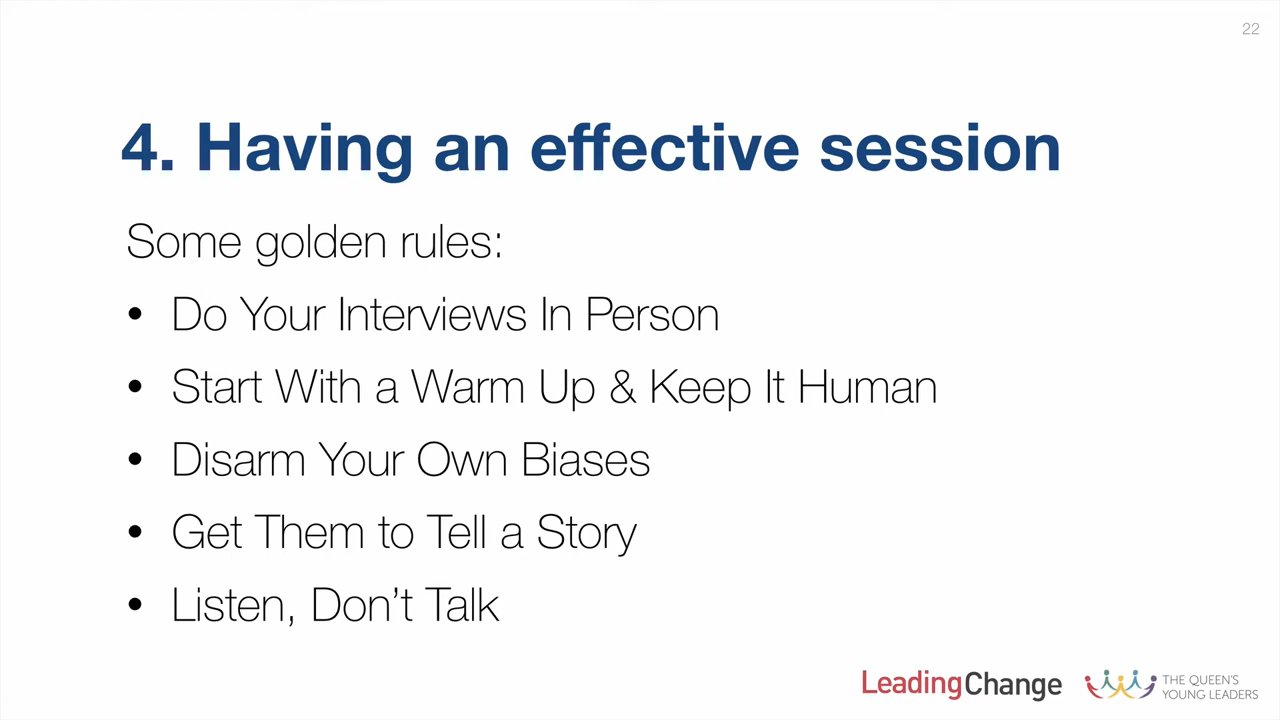 22
4. Having an effective session
Some golden rules:
• Do Your Interviews In Person
• Start With a Warm Up & Keep It Human
• Disarm Your Own Biases
• Get Them to Tell a Story
• Listen, Don’t Talk
LeadingChange
THE QUEEN'S
YOUNG LEADERS